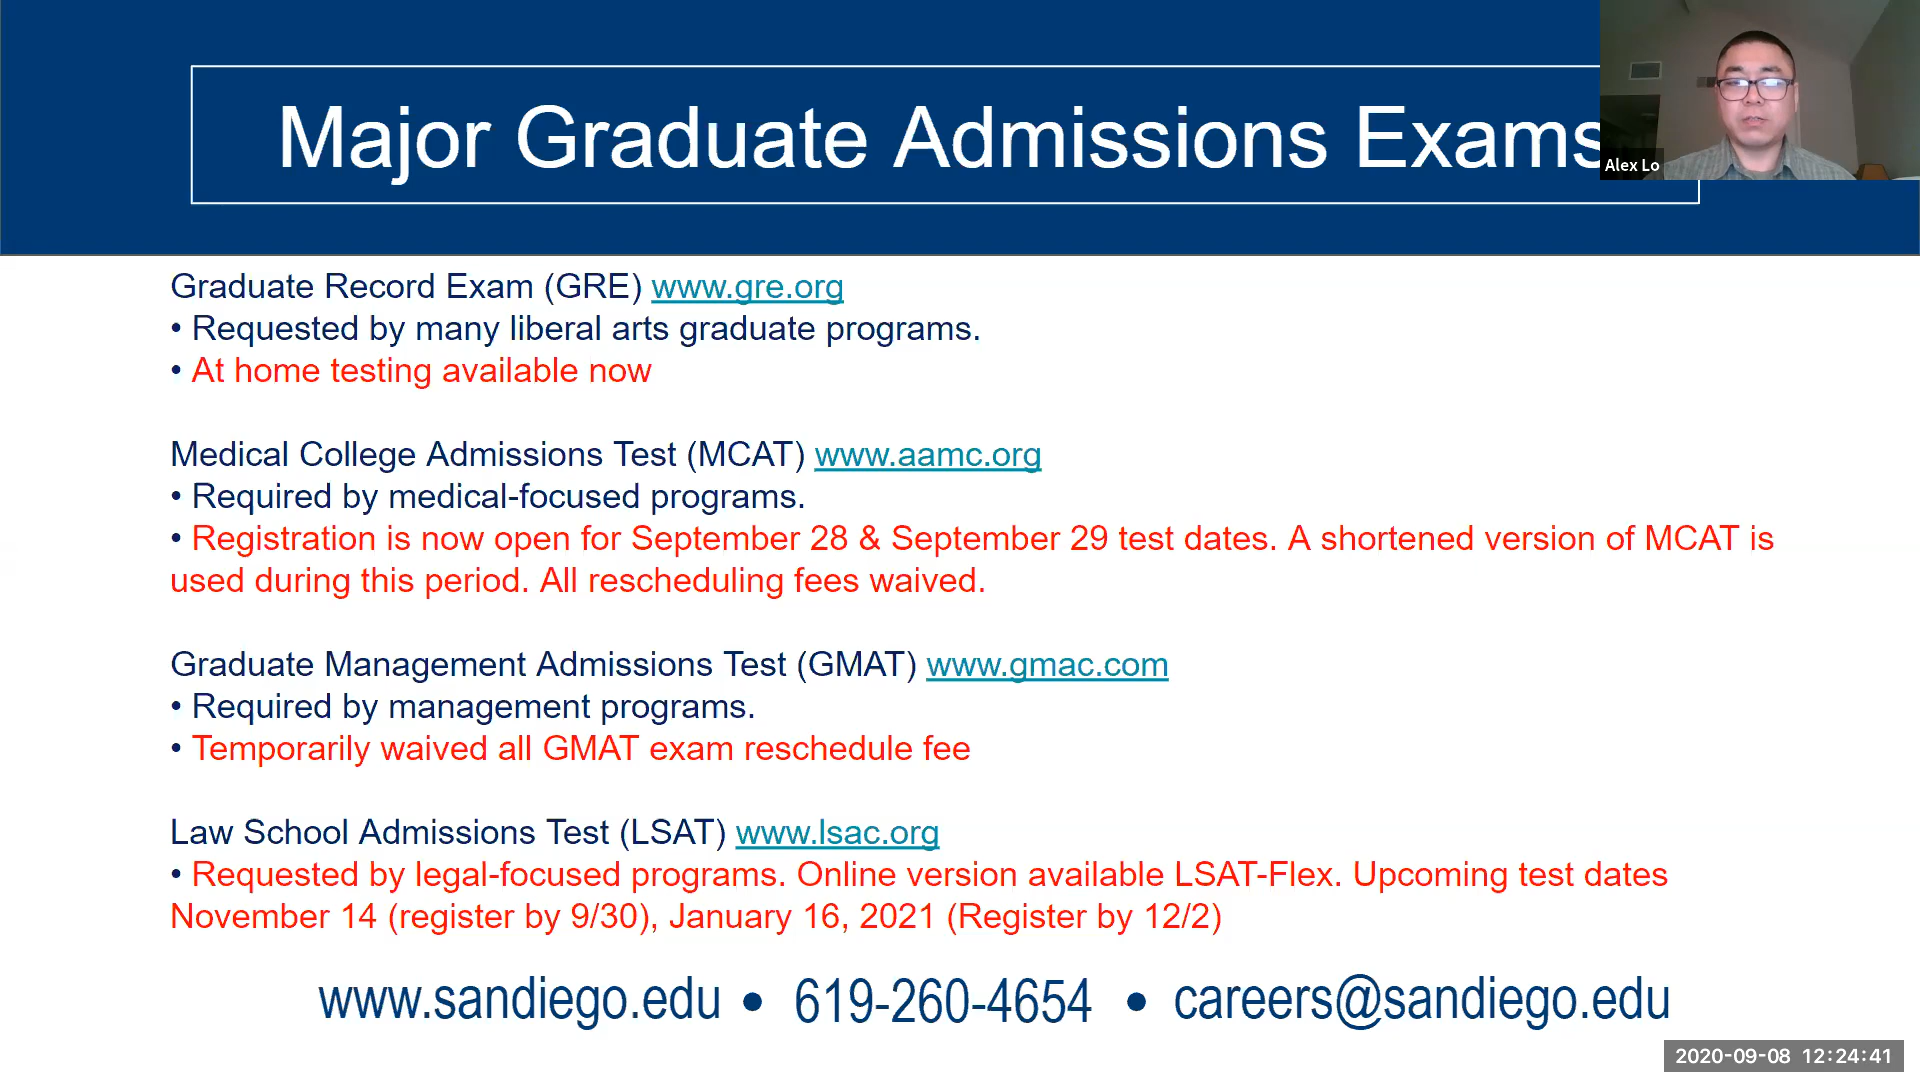 Major Graduate Admissions Exams
Alex Lo
Graduate Record Exam (GRE) www.gre.org
• Requested by many liberal arts graduate programs.
• At home testing available now
Medical College Admissions Test (MCAT) www.aamc.org
• Required by medical-focused programs.
• Registration is now open for September 28 & September 29 test dates. A shortened version of MCAT is
used during this period. All rescheduling fees waived.
Graduate Management Admissions Test (GMAT) www.gmac.com
• Required by management programs.
• Temporarily waived all GMAT exam reschedule fee
Law School Admissions Test (LSAT) www.lsac.org
• Requested by legal-focused programs. Online version available LSAT-Flex. Upcoming test dates
November 14 (register by 9/30), January 16, 2021 (Register by 12/2)
www.sandiego.edu • 619-260-4654 • careers@sandiego.edu
2020-09-08 12:24:41